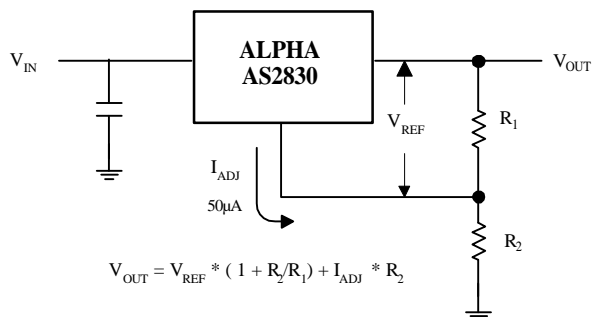 ALPHA
AS2830
V_IN
V_OUT
V_REF
R_1
I_ADJ
50µA
R_2
V_OUT = V_REF * ( 1 + R_2/R_1) + I_ADJ * R_2